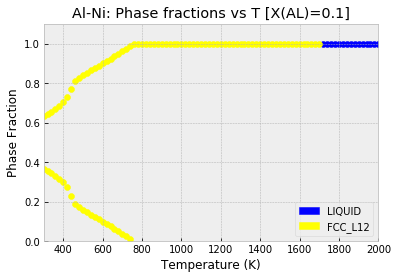 Al-Ni: Phase fractions vs T [X(AL)=0.1]
Phase Fraction
1.0
0.8
0.6
0.4
0.2
0.0
LIQUID
FCC_L12
400 600 800 1000 1200 1400 1600 1800 2000
Temperature (K)